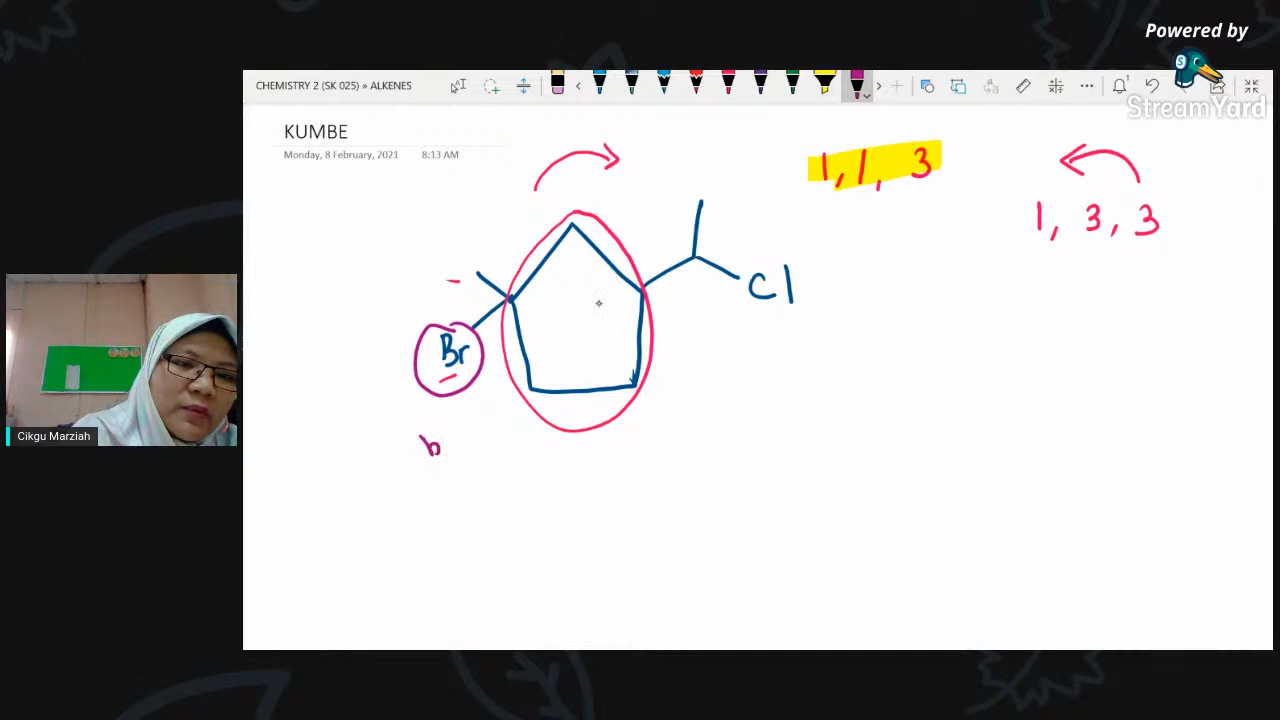 Powered by
StreamYard
CHEMISTRY 2 (SK 025) » ALKENES
KUMBE
Monday, 8 February, 2021 8:13 AM
1, 1, 3
1, 3, 3
Cl
Br
b
Cikgu Marziah